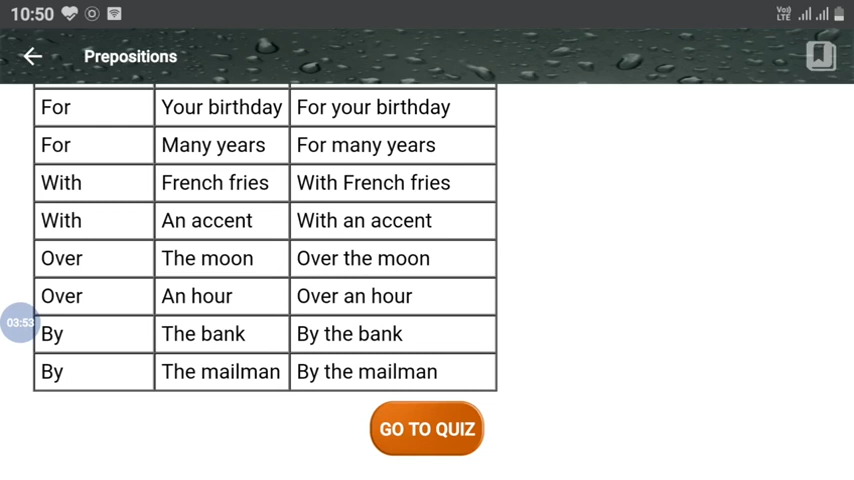 10:50 Vo) LTE
Prepositions
For Your birthday For your birthday
For Many years For many years
With French fries With French fries
With An accent With an accent
Over The moon Over the moon
Over An hour Over an hour
03:53
By The bank By the bank
By The mailman By the mailman
GO TO QUIZ